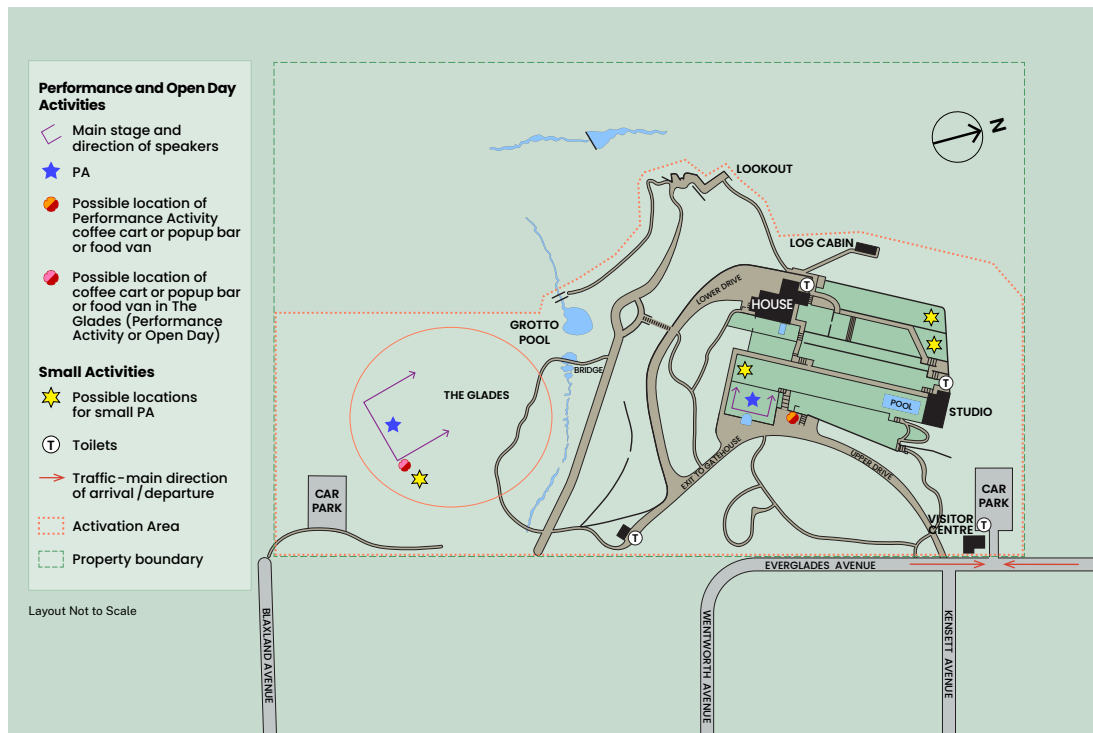 Performance and Open Day
Activities
Main stage and
direction of speakers
PA
Possible location of
Performance Activity
coffee cart or popup bar
or food van
Possible location of
coffee cart or popup bar
or food van in The
Glades (Performance
Activity or Open Day)
Small Activities
Possible locations
for small PA
T
Toilets
Traffic - main direction
of arrival / departure
Activation Area
Property boundary
Layout Not to Scale
N
LOOKOUT
LOG CABIN
LOWER DRIVE
T
HOUSE
GROTTO
POOL
BRIDGE
THE GLADES
T
POOL
STUDIO
EXIT TO GATEHOUSE
UPPER DRIVE
CAR
PARK
CAR
PARK
VISITOR
CENTRE
T
T
EVERGLADES AVENUE
BLAXLAND AVENUE
WENTWORTH AVENUE
KENSETT AVENUE